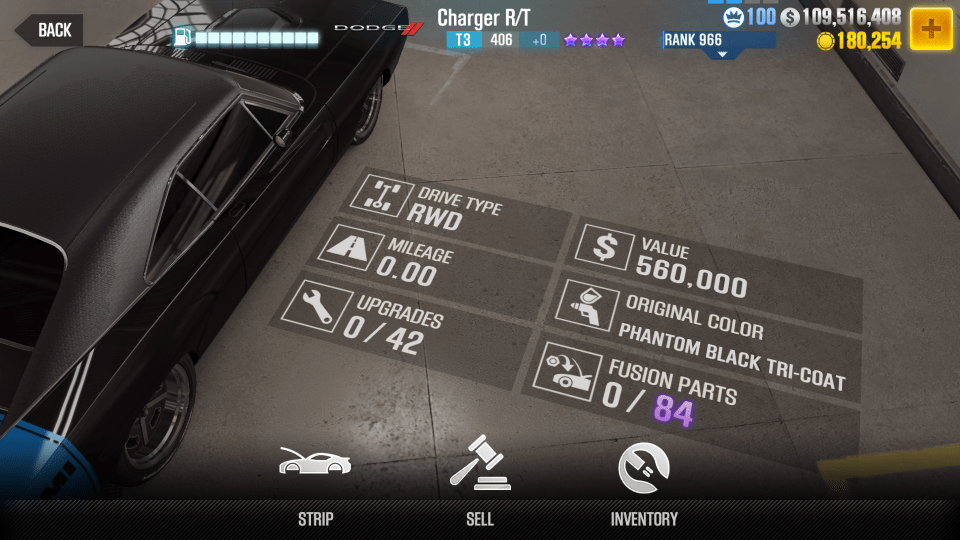 BACK
DODGE
Charger R/T
T3 406 +0
RANK 966
100 $ 109,516,408
180,254
DRIVE TYPE
RWD
MILEAGE
0.00
UPGRADES
0 / 42
$ VALUE
560,000
ORIGINAL COLOR
PHANTOM BLACK TRI-COAT
FUSION PARTS
0 / 84
STRIP
SELL
INVENTORY